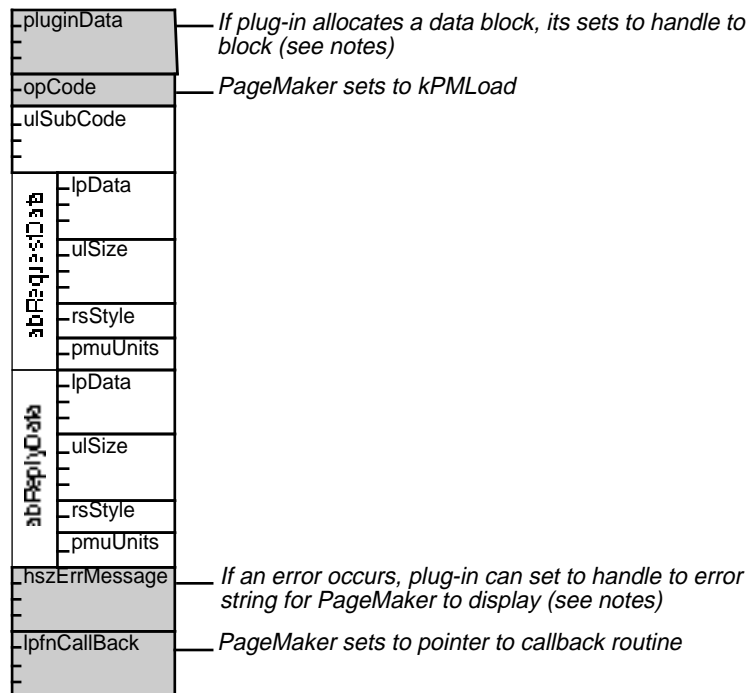 pluginData
If plug-in allocates a data block, its sets to handle to
block (see notes)
opCode
PageMaker sets to kPMLoad
ulSubCode
abRequestData
lpData
ulSize
rsStyle
pmuUnits
abReplyData
lpData
ulSize
rsStyle
pmuUnits
hszErrMessage
If an error occurs, plug-in can set to handle to error
string for PageMaker to display (see notes)
lpfnCallBack
PageMaker sets to pointer to callback routine